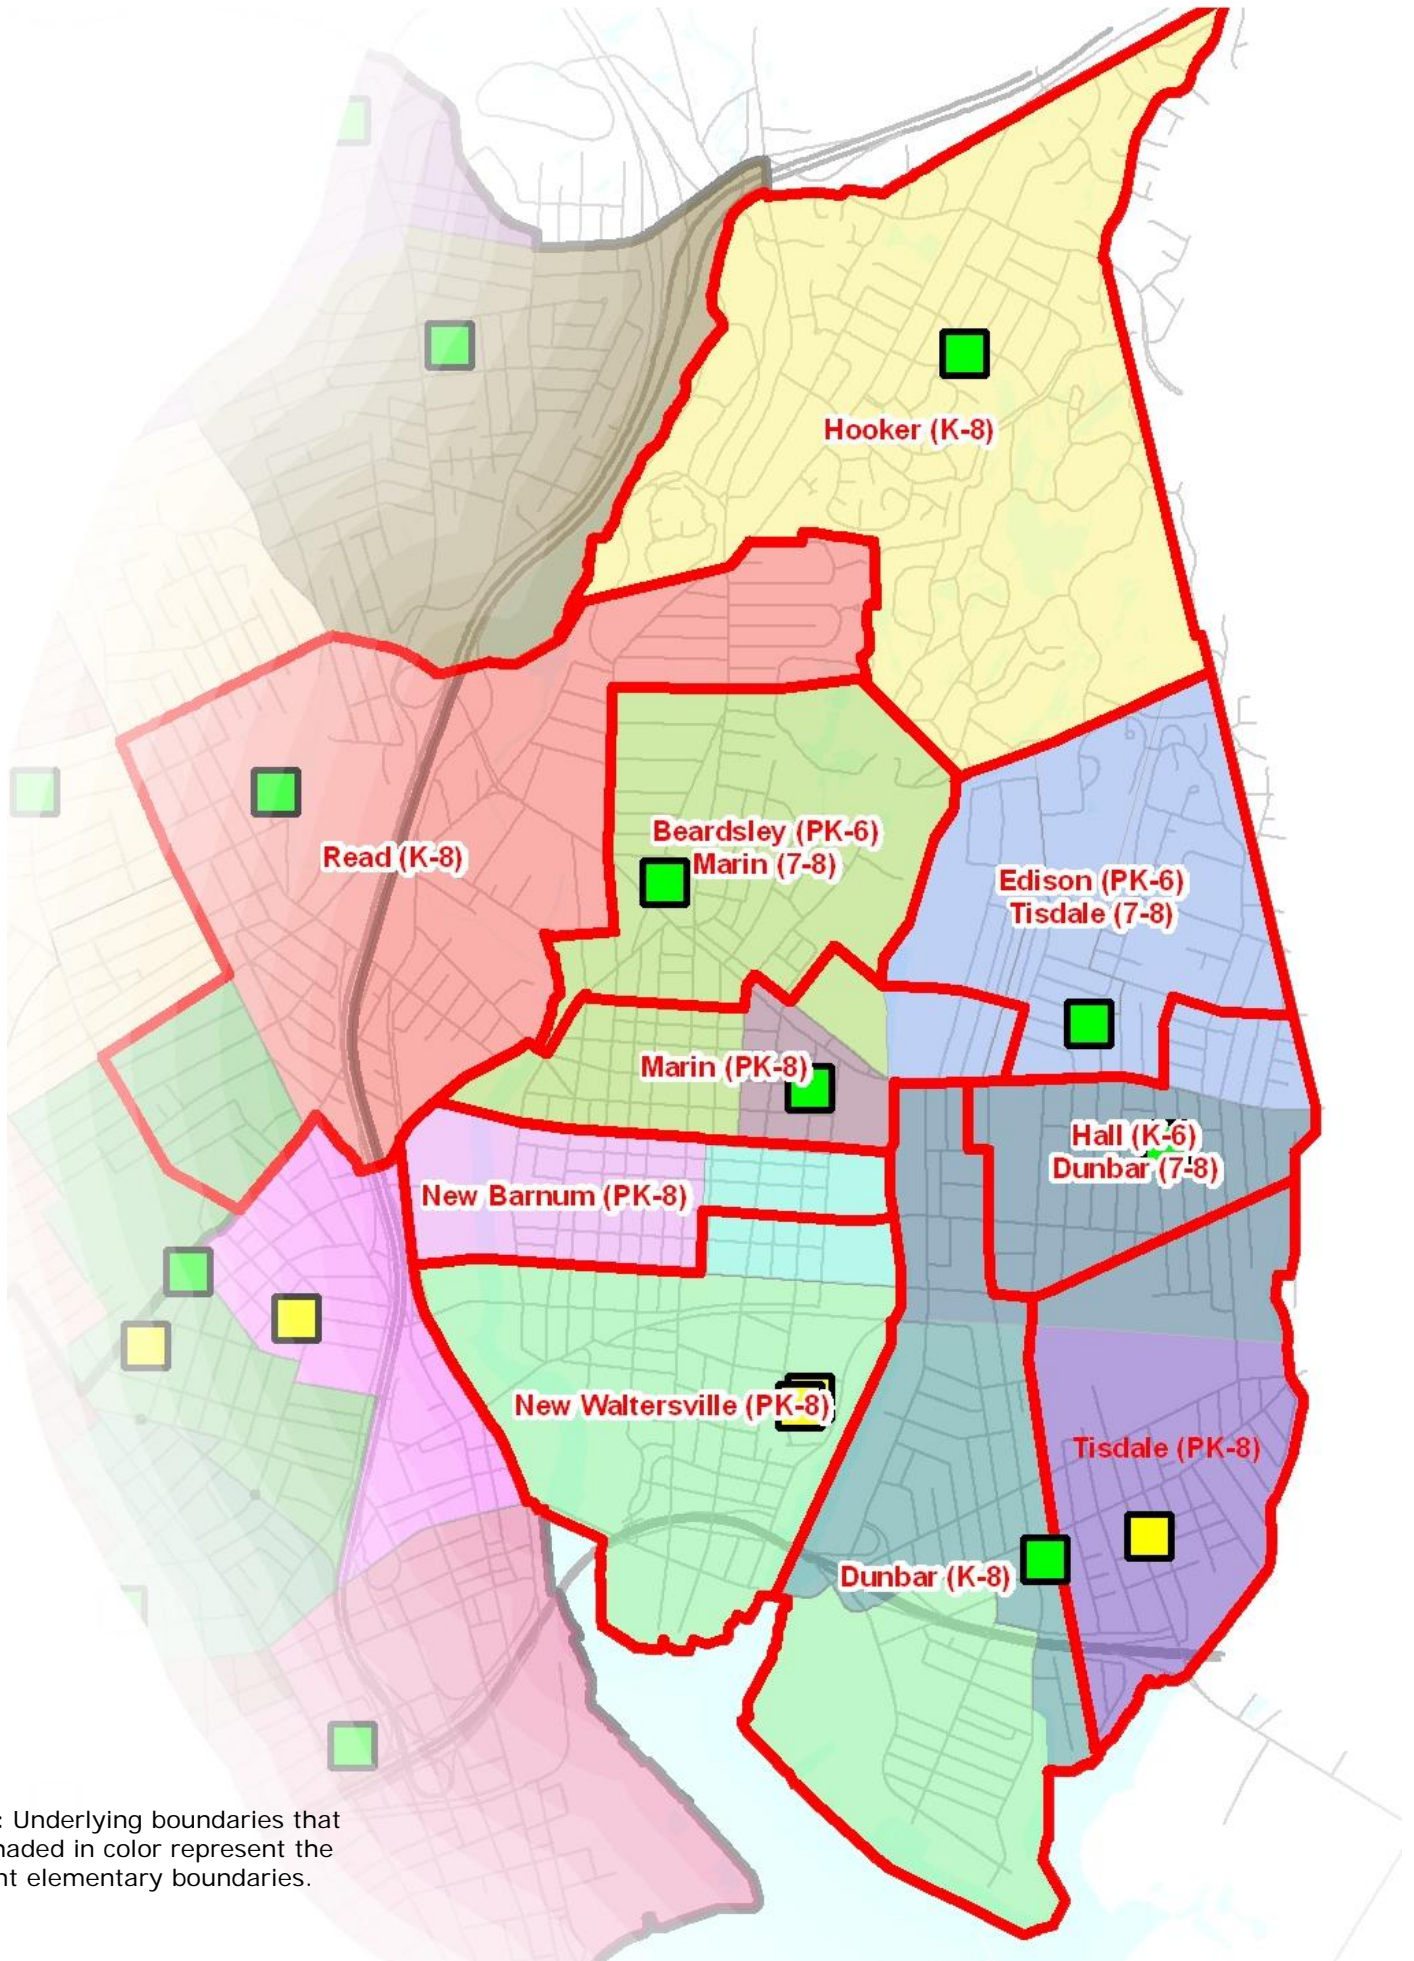 Hooker (K-8)
Beardsley (PK-6)
Marin (7-8)
Read (K-8)
Edison (PK-6)
Tisdale (7-8)
Marin (PK-8)
Hall (K-6)
Dunbar (7-8)
New Barnum (PK-8)
New Waltersville (PK-8)
Tisdale (PK-8)
Dunbar (K-8)
: Underlying boundaries that
in color represent the
elementary boundaries.